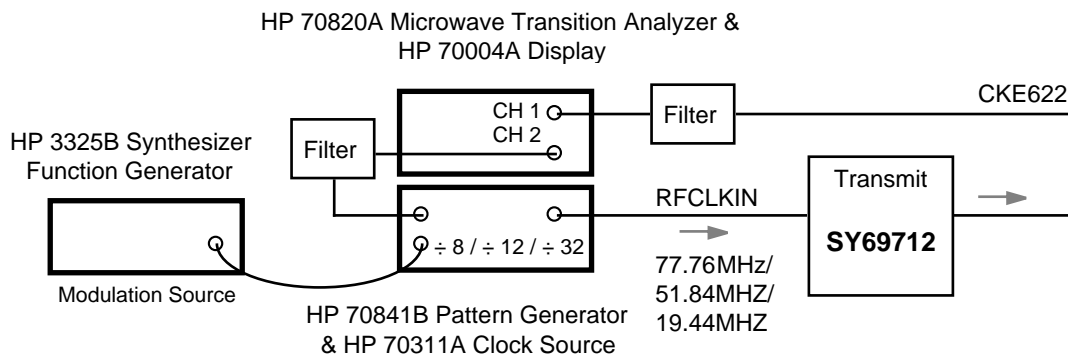 HP 70820A Microwave Transition Analyzer &
HP 70004A Display
CH 1
CH 2
Filter
CKE622
HP 3325B Synthesizer
Function Generator
Filter
Transmit
SY69712
RFCLKIN
÷ 8 / ÷ 12 / ÷ 32
77.76MHz/
51.84MHZ/
19.44MHZ
Modulation Source
HP 70841B Pattern Generator
& HP 70311A Clock Source